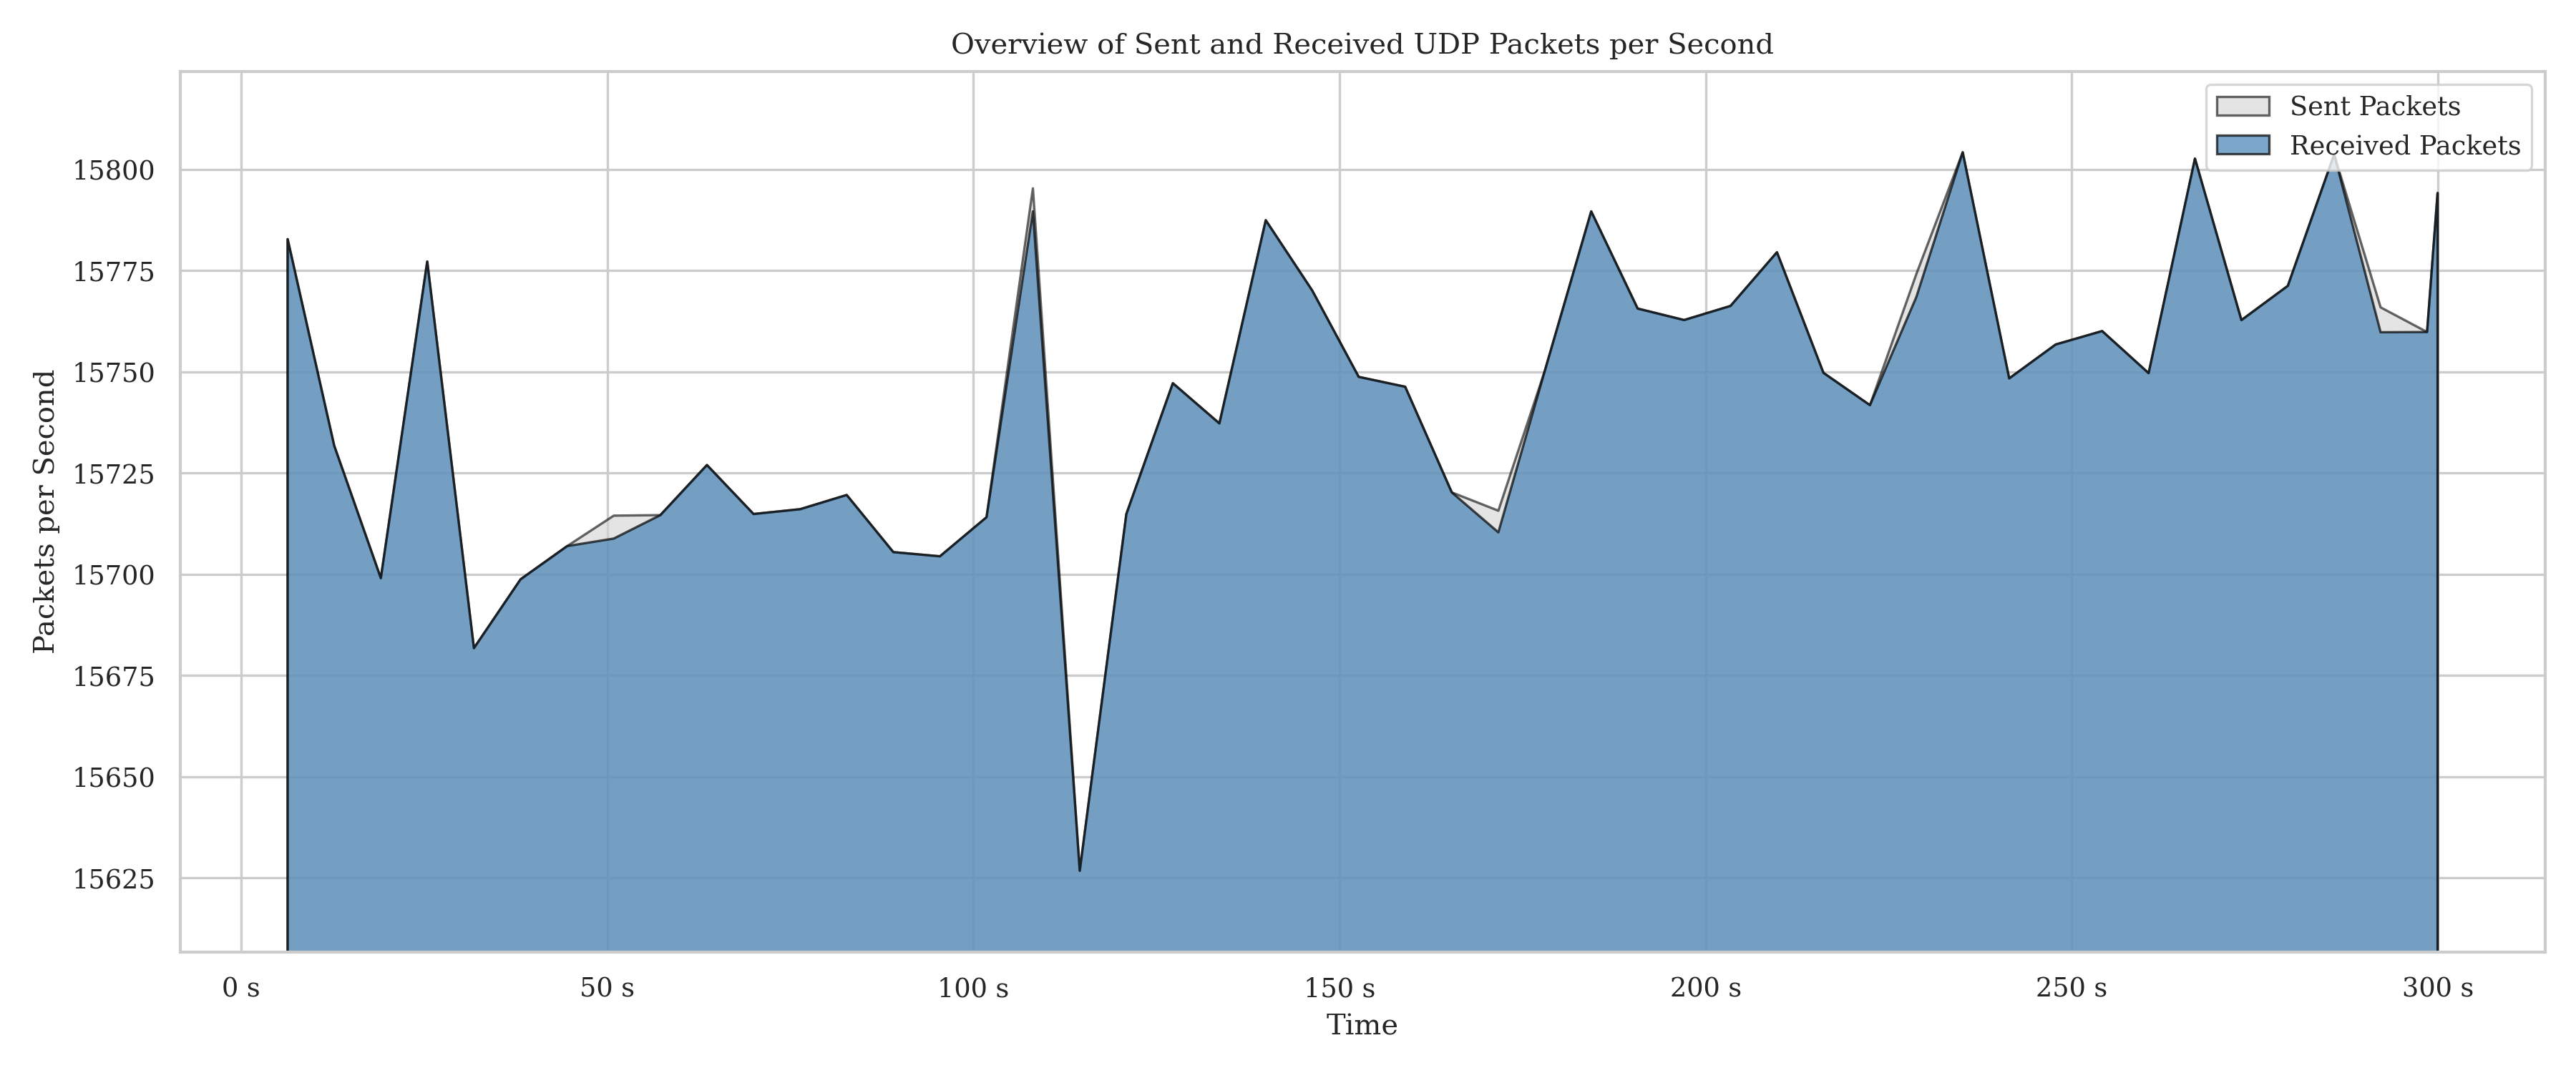 Overview of Sent and Received UDP Packets per Second
Sent Packets
Received Packets
Packets per Second
15800
15775
15750
15725
15700
15675
15650
15625
0 s
50 s
100 s
150 s
200 s
250 s
300 s
Time